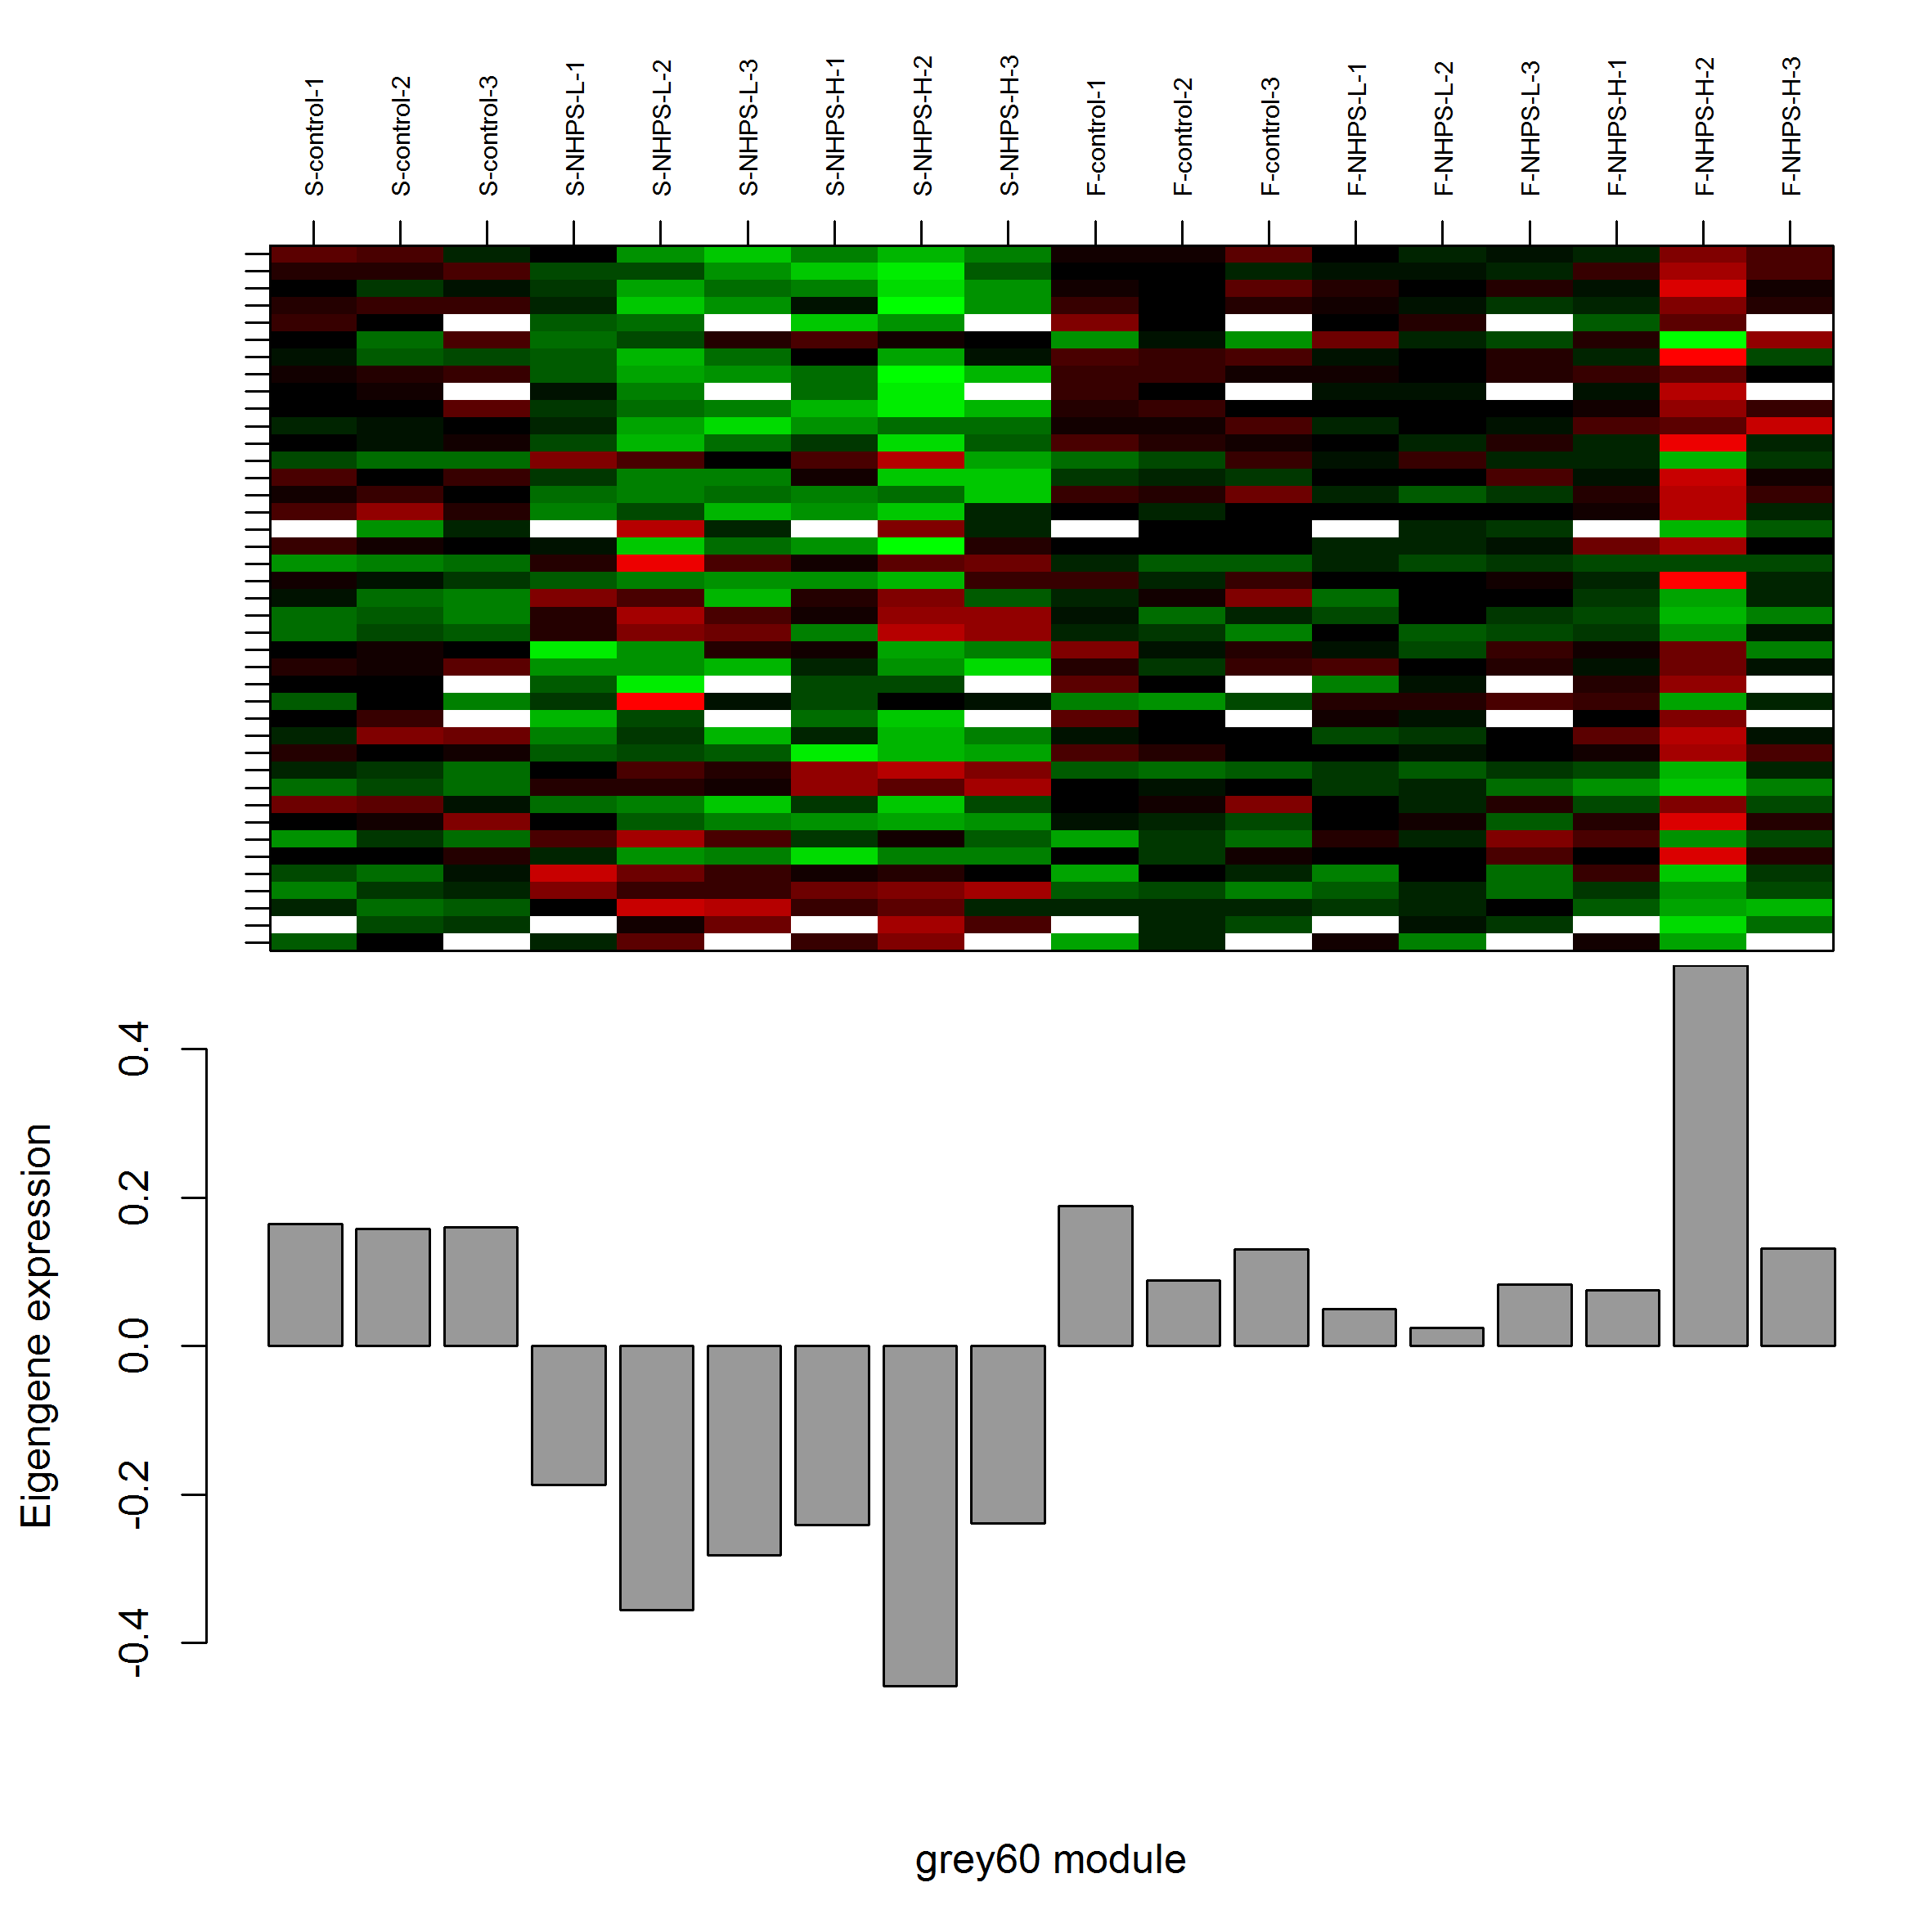 S-control-1
S-control-2
S-control-3
S-NHPS-L-1
S-NHPS-L-2
S-NHPS-L-3
S-NHPS-H-1
S-NHPS-H-2
S-NHPS-H-3
F-control-1
F-control-2
F-control-3
F-NHPS-L-1
F-NHPS-L-2
F-NHPS-L-3
F-NHPS-H-1
F-NHPS-H-2
F-NHPS-H-3
0.4
0.2
0.0
-0.2
-0.4
Eigengene expression
grey60 module